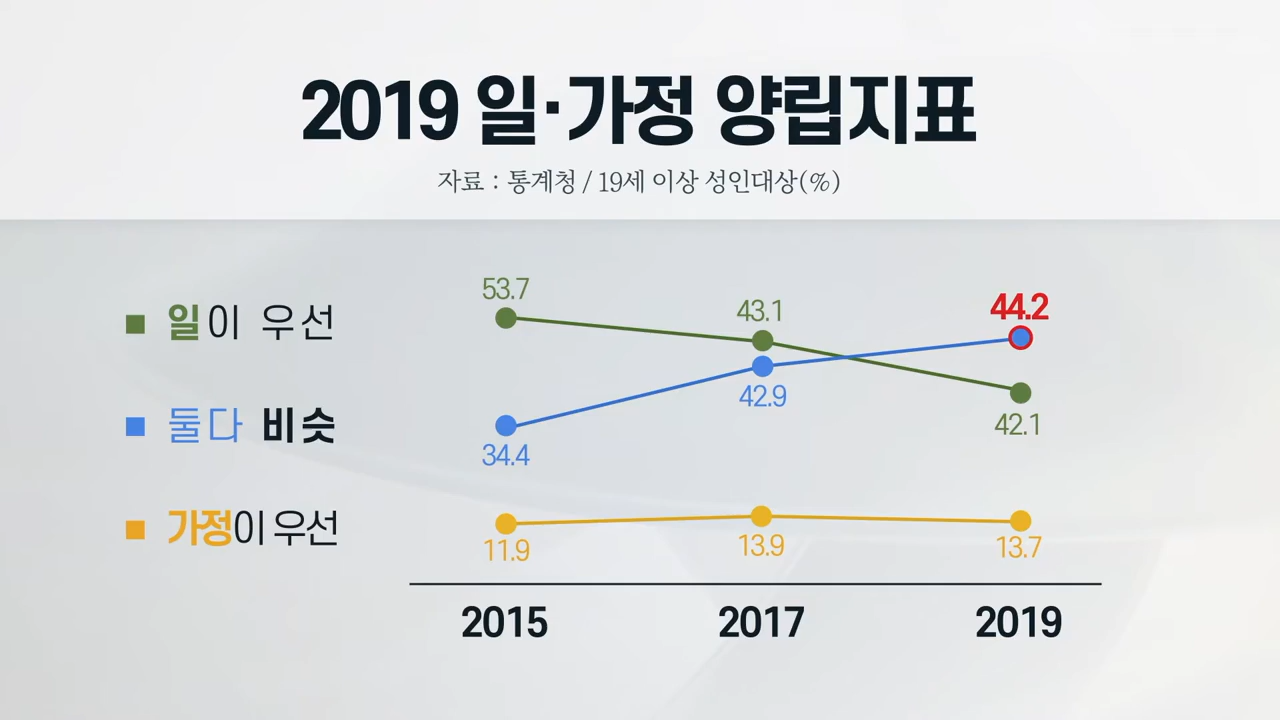 2019 일·가정 양립지표
자료 : 통계청 / 19세 이상 성인대상(%)
일이 우선
둘다 비슷
가정이 우선
53.7
43.1
44.2
34.4
42.9
42.1
11.9
13.9
13.7
2015
2017
2019